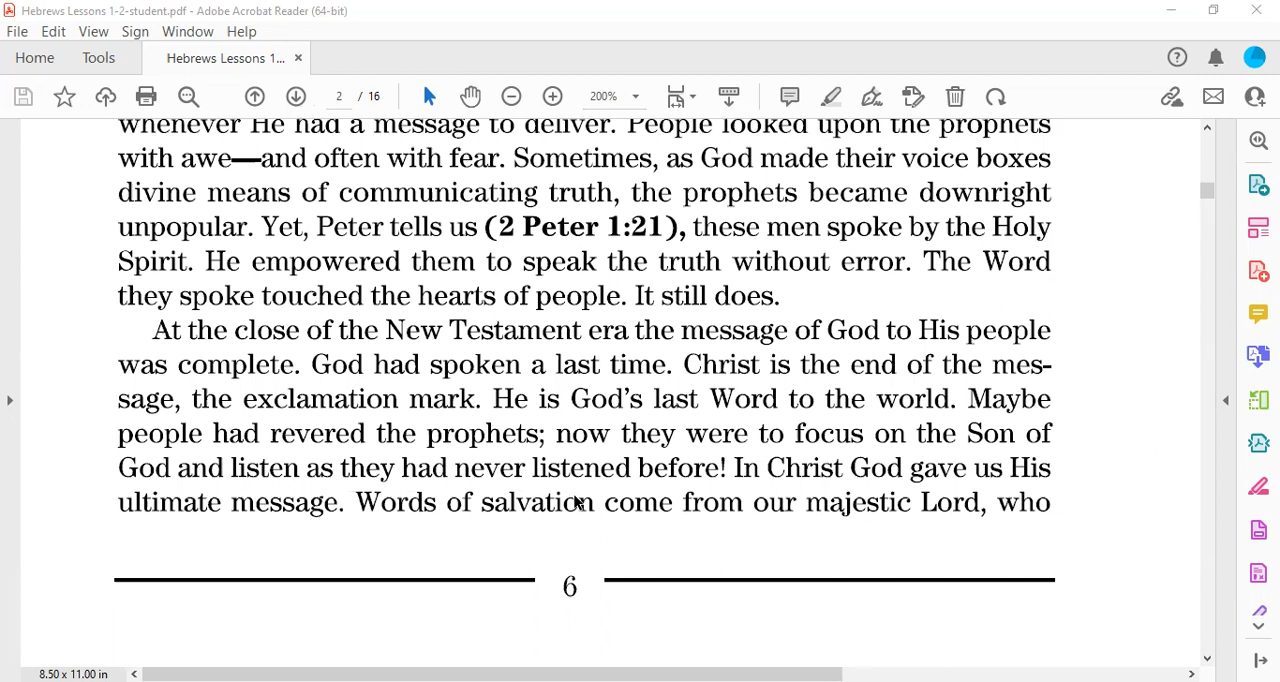 Hebrews Lessons 1-2-student.pdf - Adobe Acrobat Reader (64-bit)
File Edit View Sign Window Help
Home Tools Hebrews Lessons 1... ×
2 / 16 200%
whenever He had a message to deliver. People looked upon the prophets
with awe—and often with fear. Sometimes, as God made their voice boxes
divine means of communicating truth, the prophets became downright
unpopular. Yet, Peter tells us (2 Peter 1:21), these men spoke by the Holy
Spirit. He empowered them to speak the truth without error. The Word
they spoke touched the hearts of people. It still does.
At the close of the New Testament era the message of God to His people
was complete. God had spoken a last time. Christ is the end of the mes-
sage, the exclamation mark. He is God's last Word to the world. Maybe
people had revered the prophets; now they were to focus on the Son of
God and listen as they had never listened before! In Christ God gave us His
ultimate message. Words of salvation come from our majestic Lord, who
6
8.50 x 11.00 in